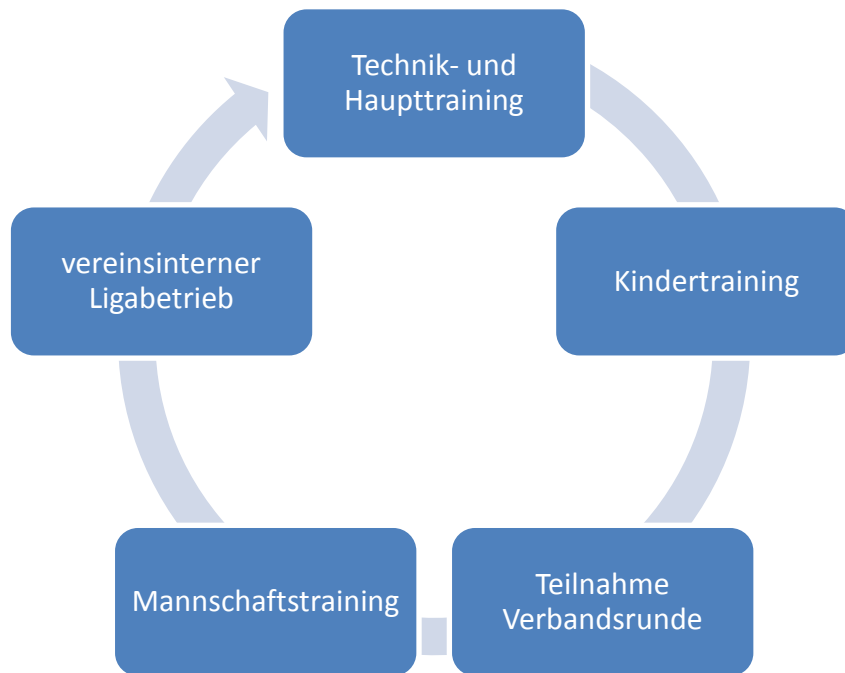 Technik- und
Haupttraining
Kindertraining
Teilnahme
Verbandsrunde
Mannschaftstraining
vereinsinterner
Ligabetrieb